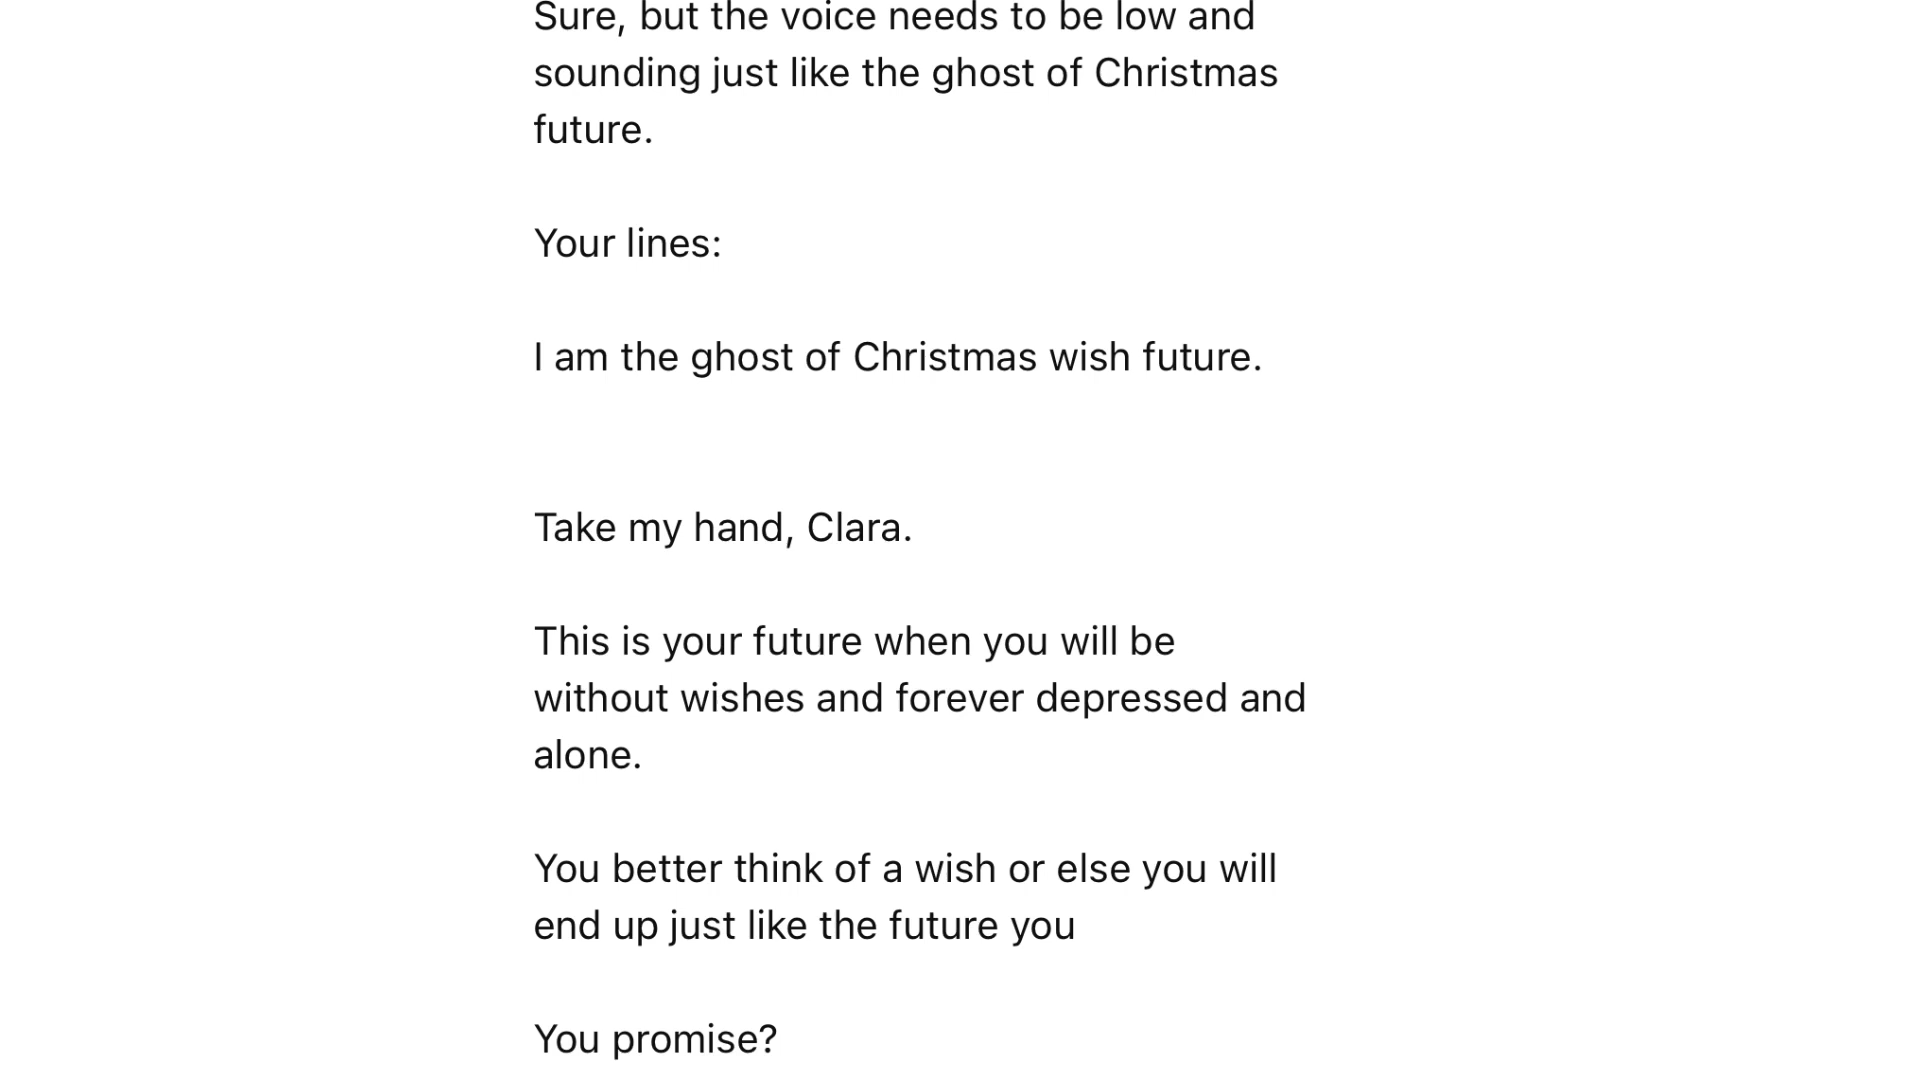 Sure, but the voice needs to be low and
sounding just like the ghost of Christmas
future.
Your lines:
I am the ghost of Christmas wish future.
Take my hand, Clara.
This is your future when you will be
without wishes and forever depressed and
alone.
You better think of a wish or else you will
end up just like the future you
You promise?